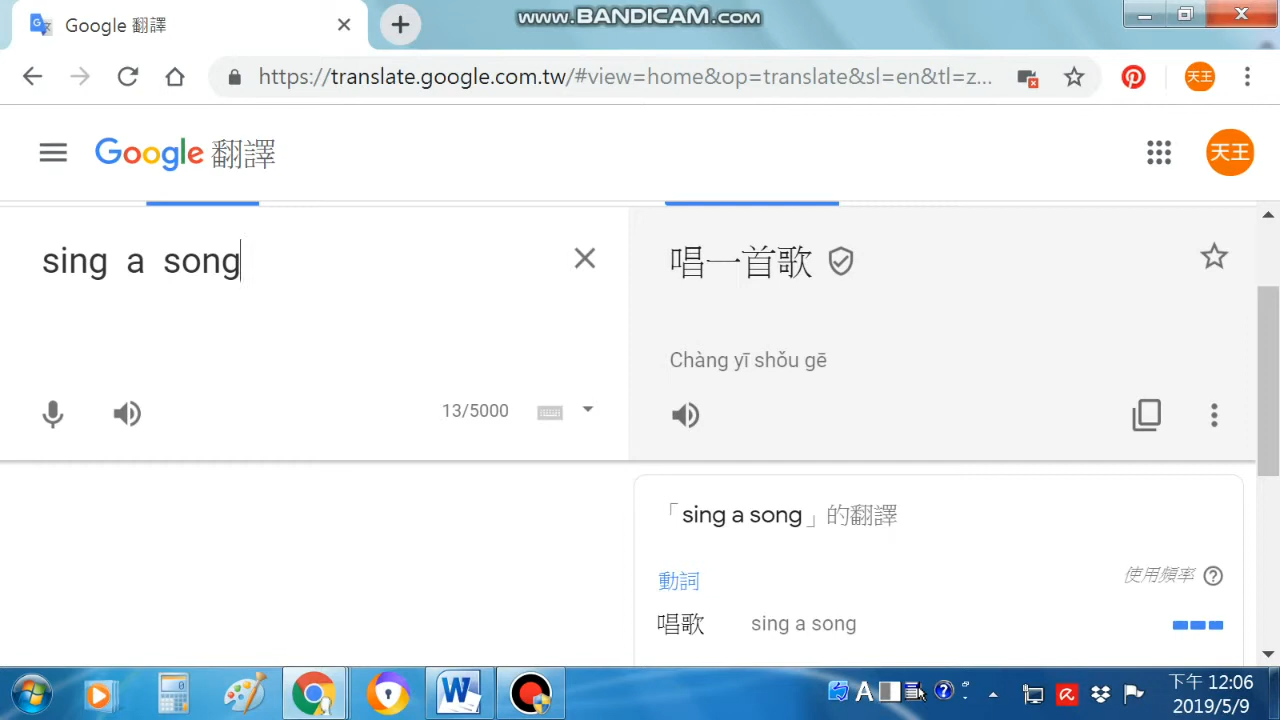 www.BANDICAM.com
Google 翻譯
https://translate.google.com.tw/#view=home&op=translate&sl=en&tl=z...
天王
Google 翻譯
天王
sing a song
唱一首歌
Chàng yī shǒu gē
13/5000
「sing a song」的翻譯
動詞
使用頻率
唱歌
sing a song
下午 12:06
2019/5/9